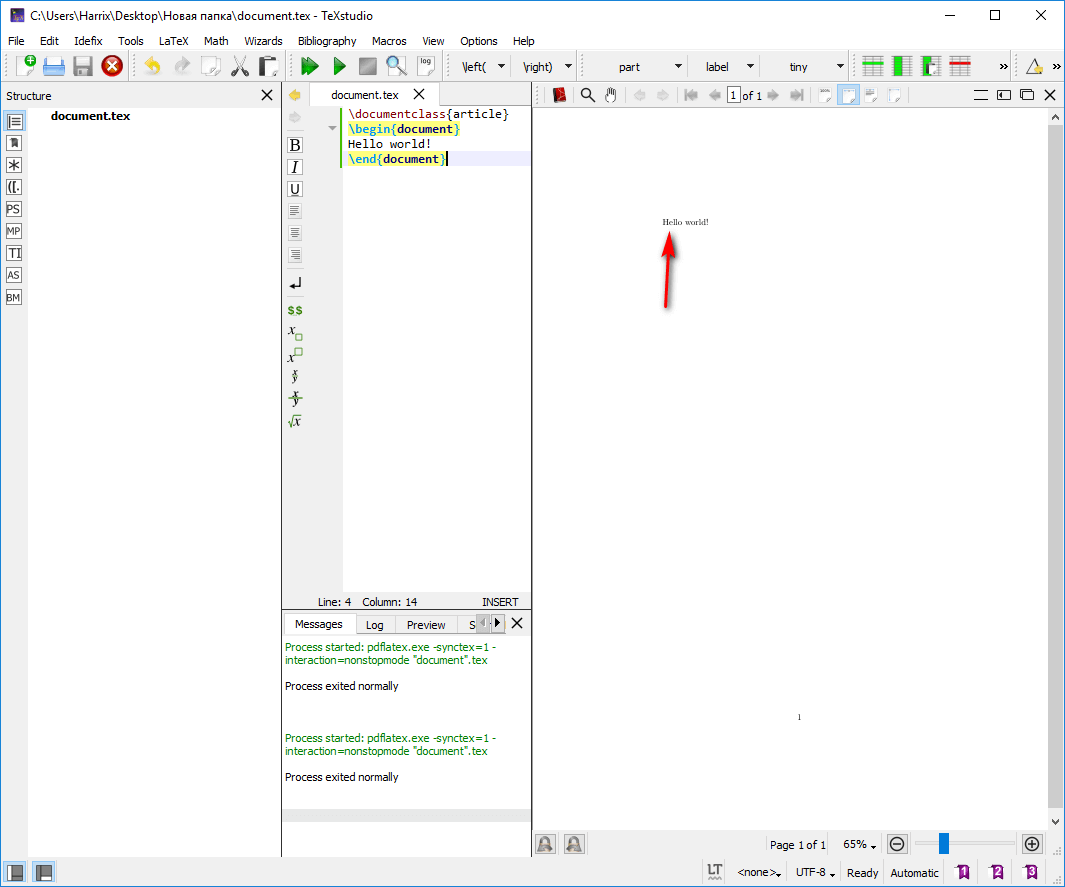 C:\Users\Harrix\Desktop\Новая папка\document.tex - TeXstudio
File Edit Idefix Tools LaTeX Math Wizards Bibliography Macros View Options Help
log \left( \right) part label tiny » »
Structure
document.tex
PS
MP
TI
AS
BM
document.tex
\documentclass{article}
\begin{document}
Hello world!
\end{document}
B
I
U
$$
x
x
x
y
x
y
√x
Line: 4 Column: 14 INSERT
Messages Log Preview S
Process started: pdflatex.exe -synctex=1 -
interaction=nonstopmode "document".tex
Process exited normally
Process started: pdflatex.exe -synctex=1 -
interaction=nonstopmode "document".tex
Process exited normally
1 of 1
Hello world!
1
Page 1 of 1 65%
LT <none> UTF-8 Ready Automatic 1 2 3